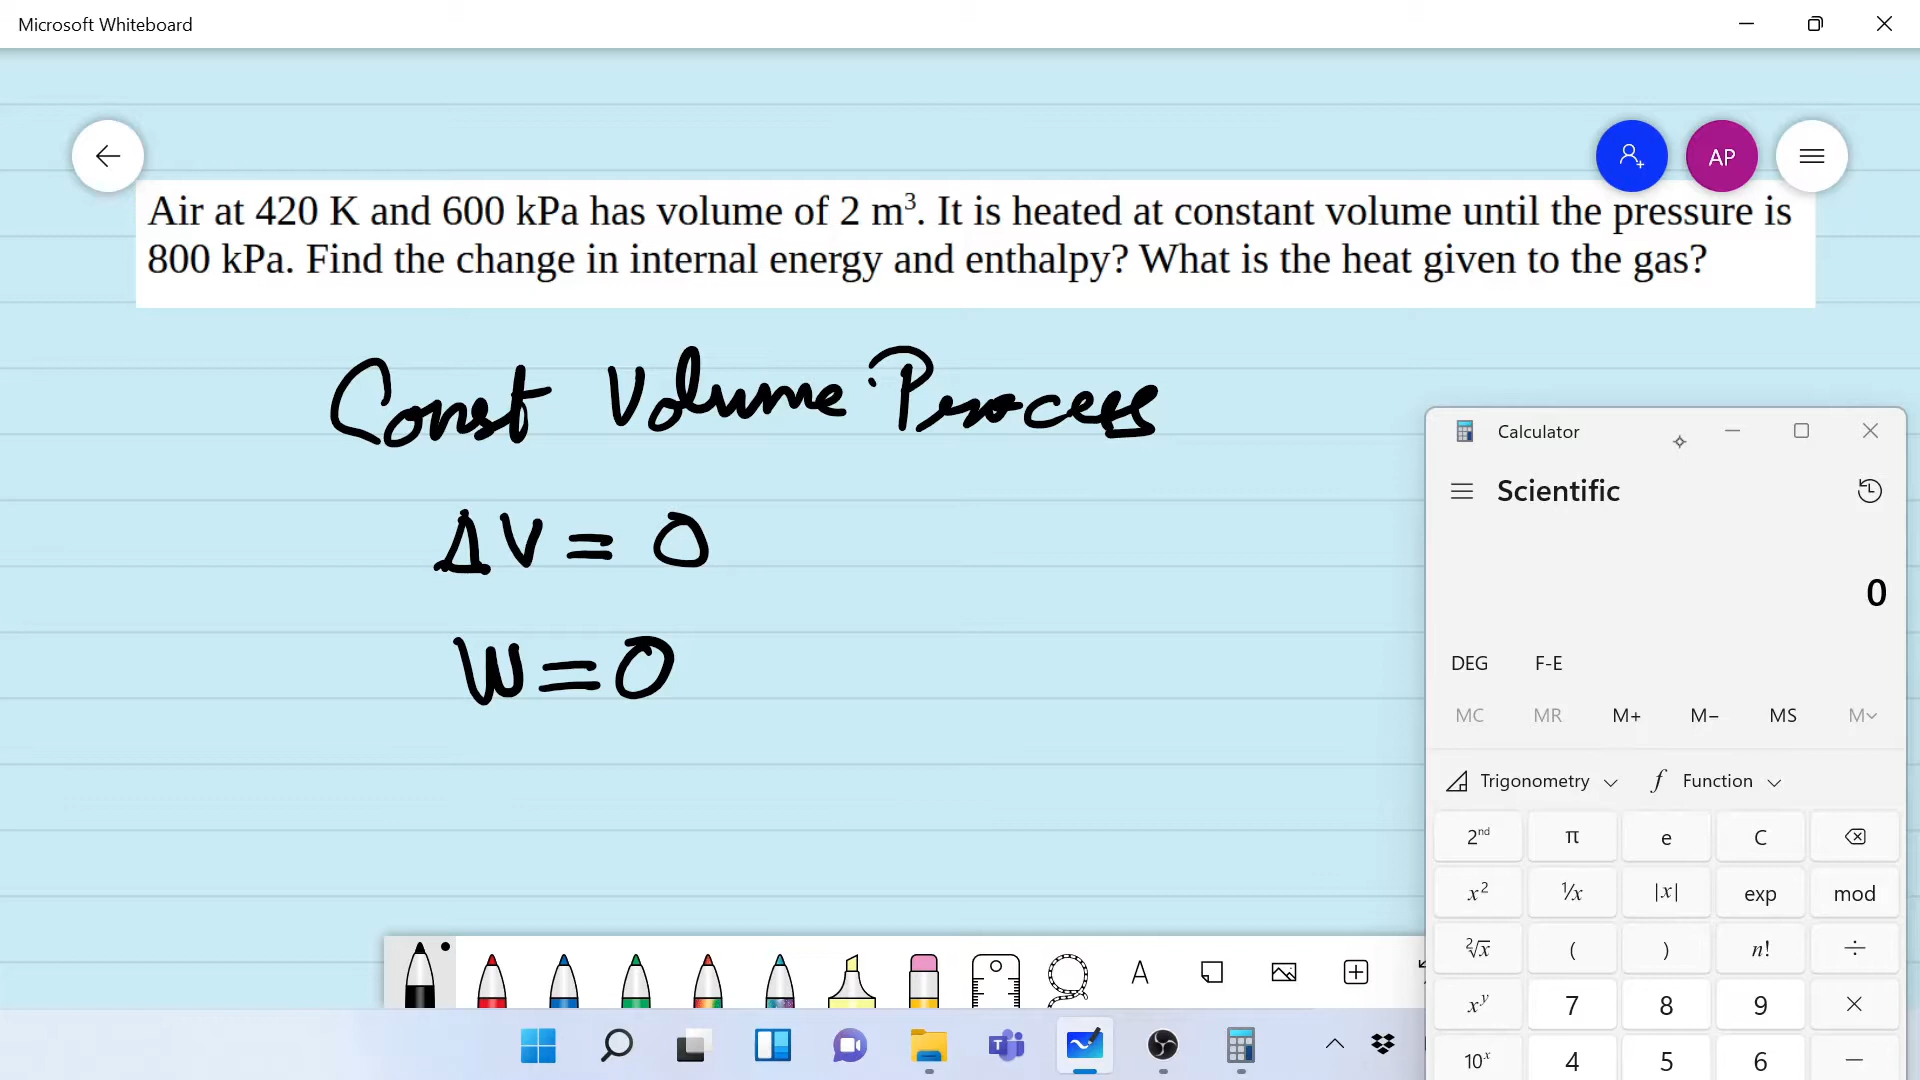 Microsoft Whiteboard
AP
Air at 420 K and 600 kPa has volume of 2 m³. It is heated at constant volume until the pressure is
800 kPa. Find the change in internal energy and enthalpy? What is the heat given to the gas?
Const Volume Process
ΔV = 0
W = 0
Calculator
Scientific
0
DEG F-E
MC MR M+ M− MS M
Trigonometry f Function
2ⁿᵈ π e C
x² ¹/x |x| exp mod
²√x ( ) n! ÷
xʸ 7 8 9 ×
10ˣ 4 5 6 −
A
T